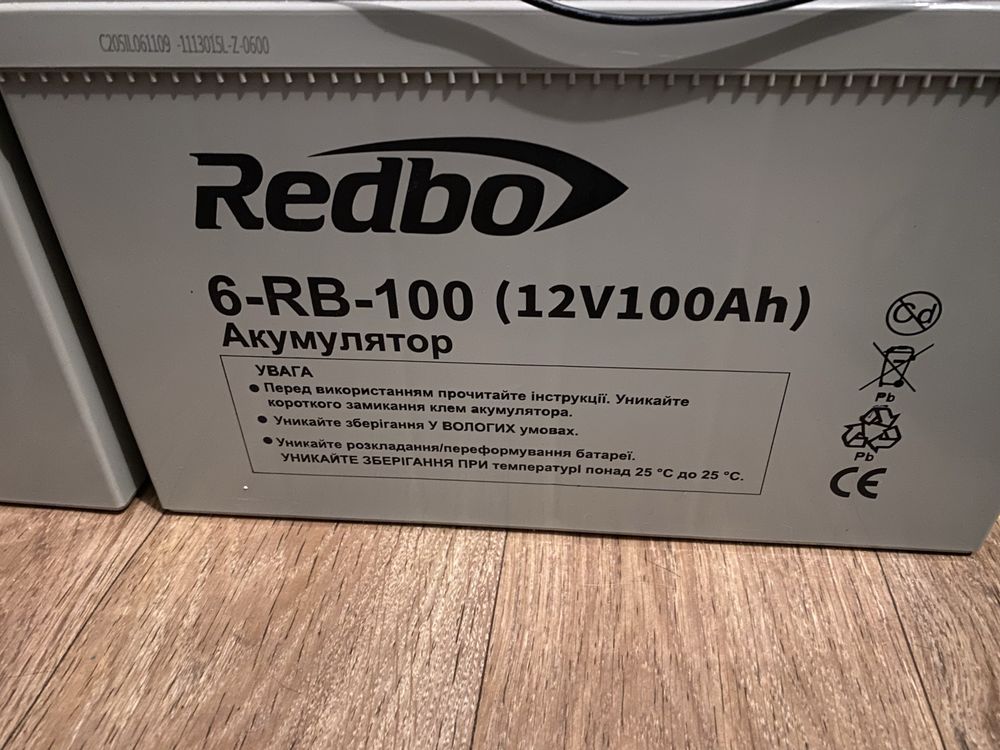 C205IL061109 -1113015L-Z-0600
Redbo
6-RB-100 (12V100Ah)
Акумулятор
УВАГА
● Перед використанням прочитайте інструкції. Уникайте
короткого замикання клем акумулятора.
● Уникайте зберігання У ВОЛОГИХ умовах.
● Уникайте розкладання/переформування батареї.
УНИКАЙТЕ ЗБЕРІГАННЯ ПРИ температурі понад 25 °C до 25 °C.
Cd
Pb
Pb
CE